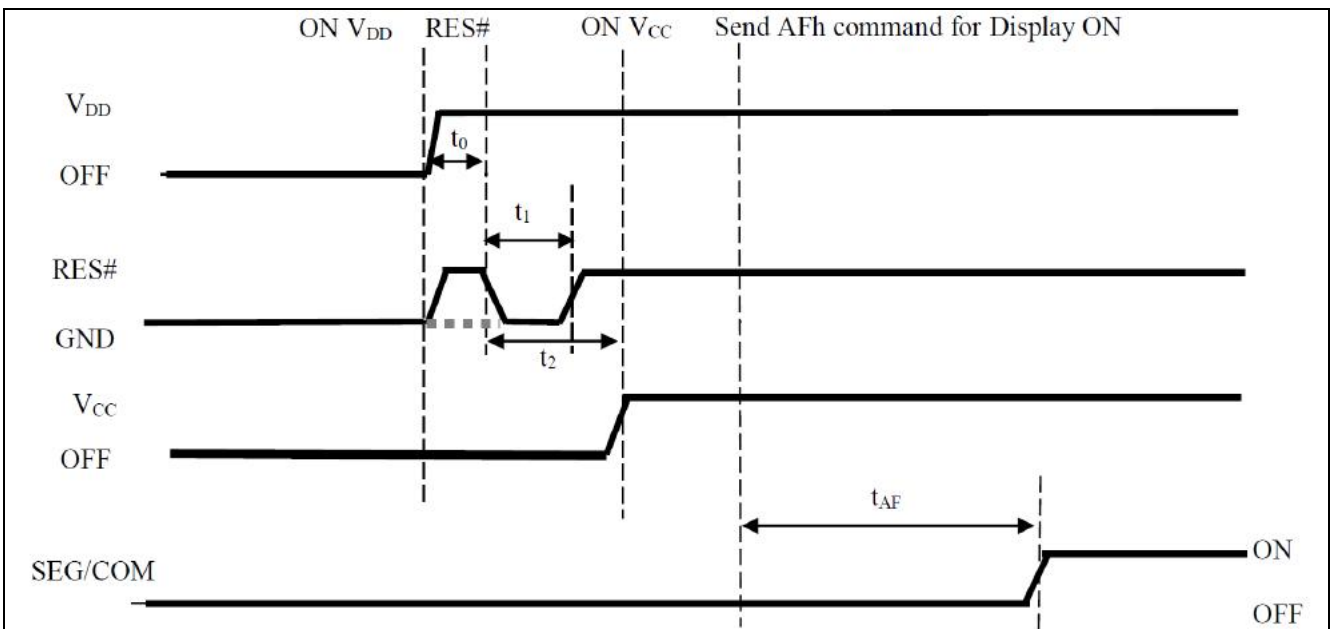 ON VDD RES# ON VCC Send AFh command for Display ON
VDD
t0
OFF
t1
RES#
GND
t2
VCC
OFF
tAF
ON
SEG/COM
OFF